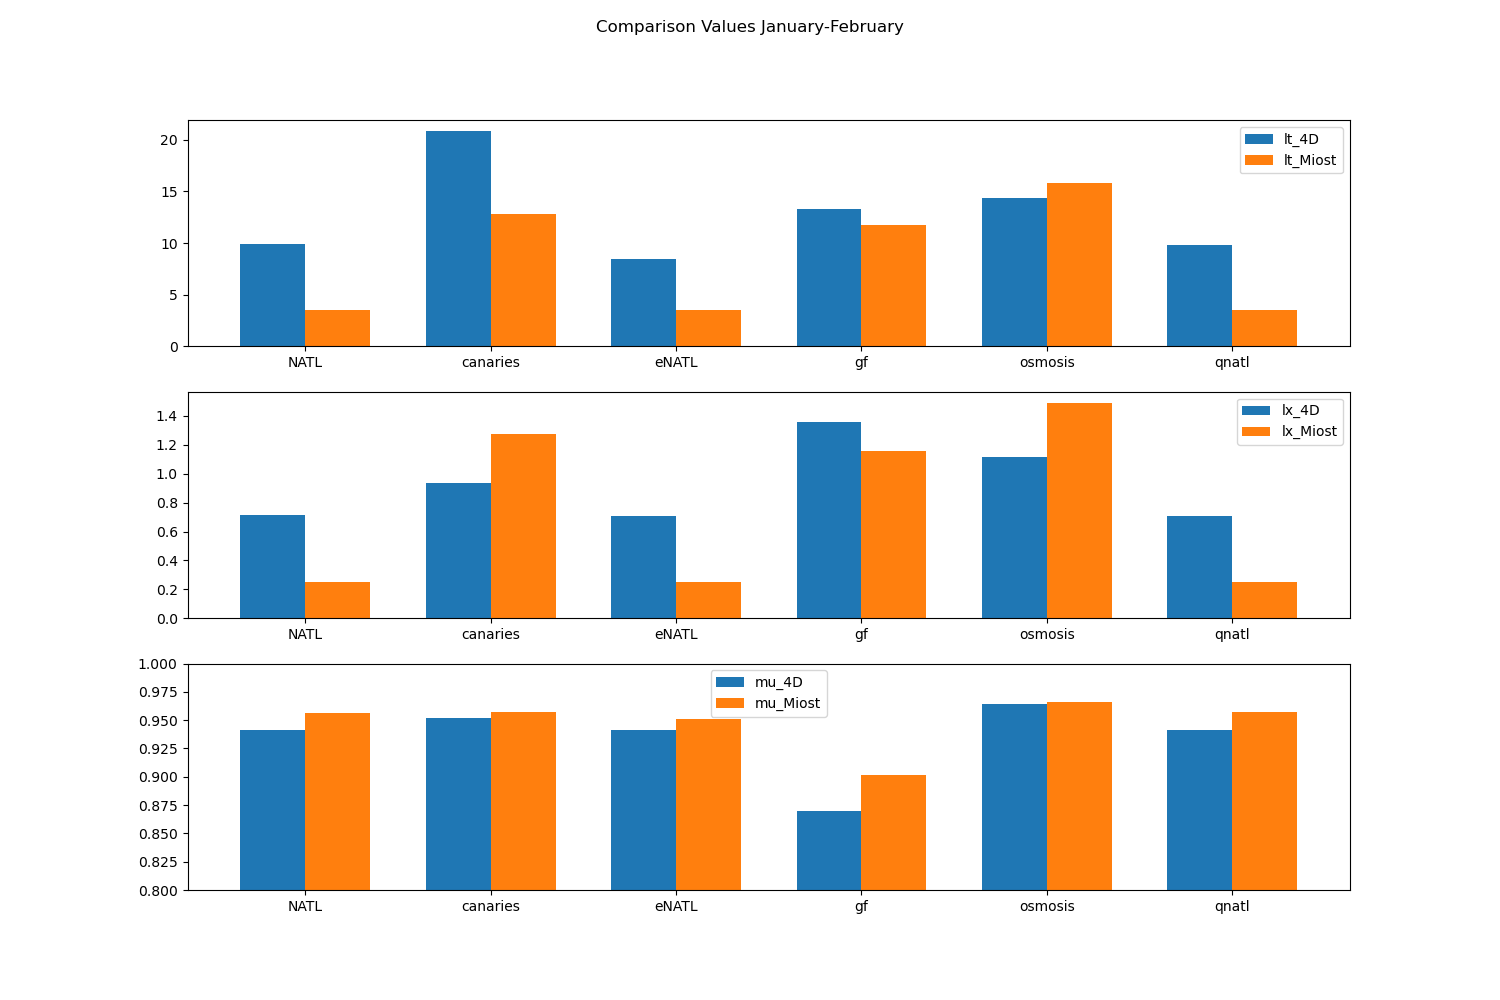 Comparison Values January-February
20
15
10
5
0
lt_4D
lt_Miost
NATL canaries eNATL gf osmosis qnatl
1.4
1.2
1.0
0.8
0.6
0.4
0.2
0.0
lx_4D
lx_Miost
NATL canaries eNATL gf osmosis qnatl
1.000
0.975
0.950
0.925
0.900
0.875
0.850
0.825
0.800
mu_4D
mu_Miost
NATL canaries eNATL gf osmosis qnatl